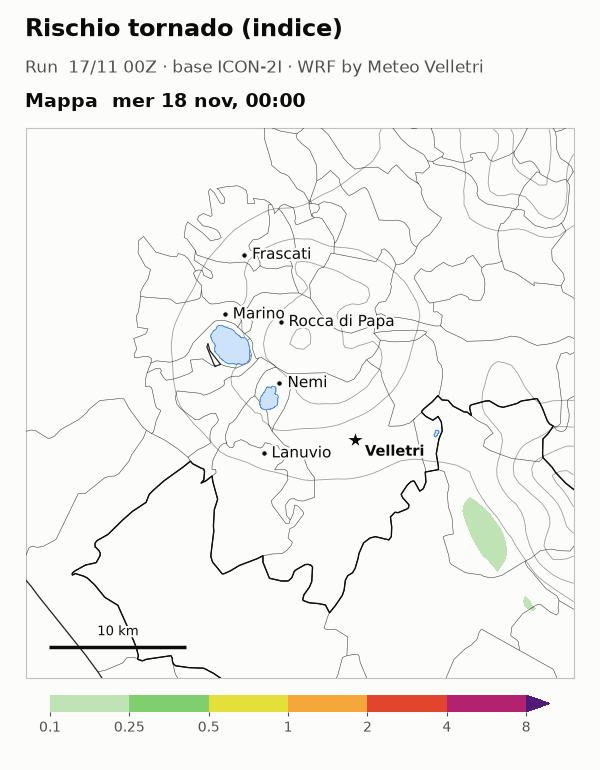 Rischio tornado (indice)
Run  17/11 00Z · base ICON-2I · WRF by Meteo Velletri
Mappa  mer 18 nov, 00:00
Frascati
Marino
Rocca di Papa
Nemi
Velletri
Lanuvio
10 km
0.1 0.25 0.5 1 2 4 8